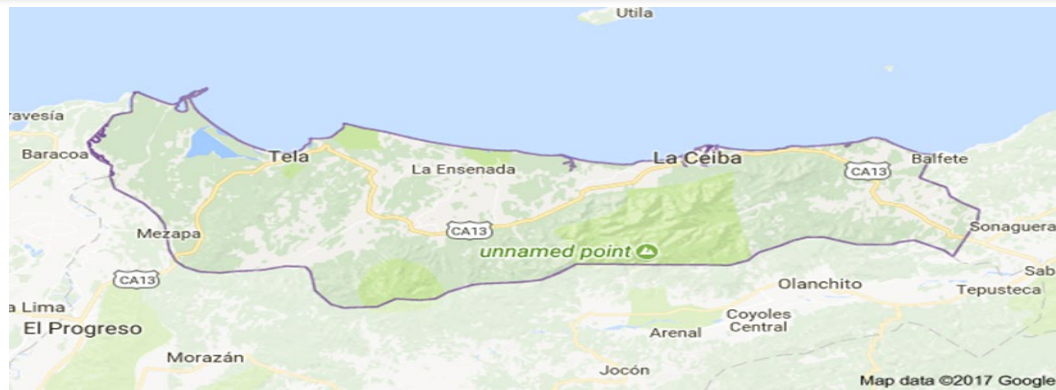 Utila
ravesía
Baracoa
Tela
La Ensenada
La Ceiba
Balfete
CA13
Mezapa
CA13
Sonaguera
unnamed point
CA13
Sab
Olanchito
Tepusteca
a Lima
El Progreso
Coyoles
Central
Arenal
Morazán
Jocón
Map data ©2017 Google